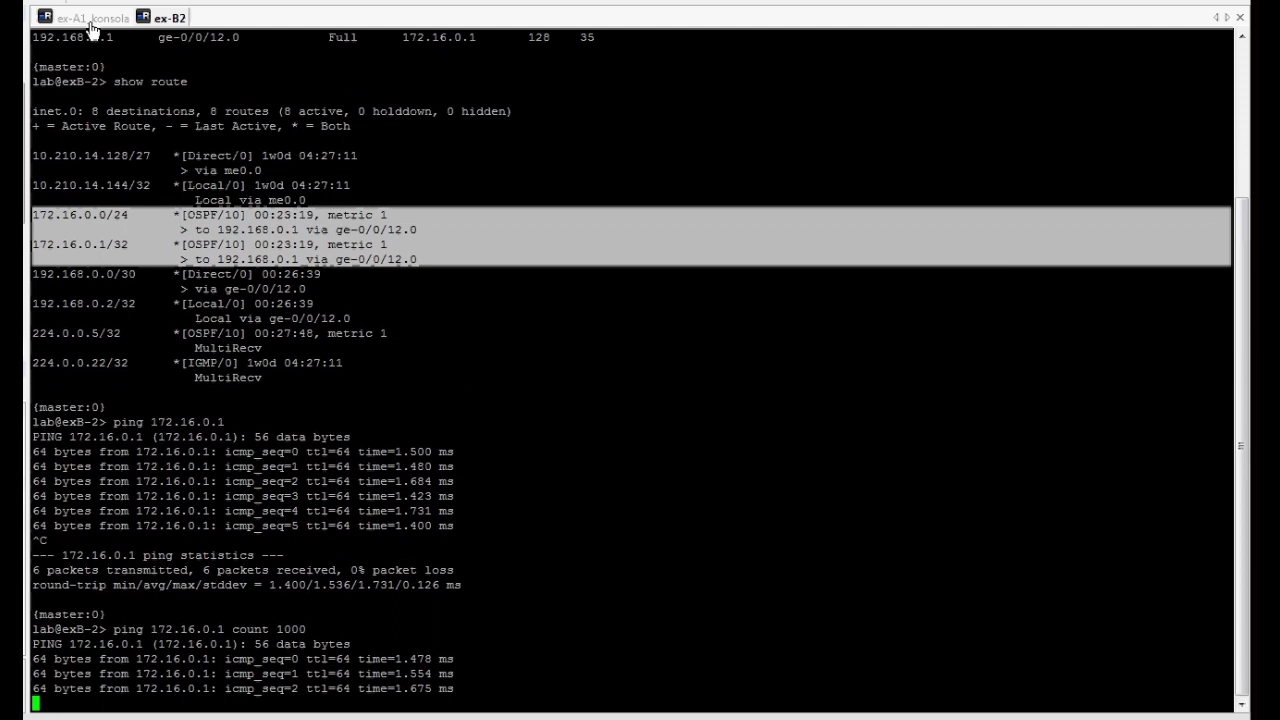 ex-A1_konsola ex-B2
192.168.0.1 ge-0/0/12.0 Full 172.16.0.1 128 35
{master:0}
lab@exB-2> show route
inet.0: 8 destinations, 8 routes (8 active, 0 holddown, 0 hidden)
+ = Active Route, - = Last Active, * = Both
10.210.14.128/27 *[Direct/0] 1w0d 04:27:11
> via me0.0
10.210.14.144/32 *[Local/0] 1w0d 04:27:11
Local via me0.0
172.16.0.0/24 *[OSPF/10] 00:23:19, metric 1
> to 192.168.0.1 via ge-0/0/12.0
172.16.0.1/32 *[OSPF/10] 00:23:19, metric 1
> to 192.168.0.1 via ge-0/0/12.0
192.168.0.0/30 *[Direct/0] 00:26:39
> via ge-0/0/12.0
192.168.0.2/32 *[Local/0] 00:26:39
Local via ge-0/0/12.0
224.0.0.5/32 *[OSPF/10] 00:27:48, metric 1
MultiRecv
224.0.0.22/32 *[IGMP/0] 1w0d 04:27:11
MultiRecv
{master:0}
lab@exB-2> ping 172.16.0.1
PING 172.16.0.1 (172.16.0.1): 56 data bytes
64 bytes from 172.16.0.1: icmp_seq=0 ttl=64 time=1.500 ms
64 bytes from 172.16.0.1: icmp_seq=1 ttl=64 time=1.480 ms
64 bytes from 172.16.0.1: icmp_seq=2 ttl=64 time=1.684 ms
64 bytes from 172.16.0.1: icmp_seq=3 ttl=64 time=1.423 ms
64 bytes from 172.16.0.1: icmp_seq=4 ttl=64 time=1.731 ms
64 bytes from 172.16.0.1: icmp_seq=5 ttl=64 time=1.400 ms
^C
--- 172.16.0.1 ping statistics ---
6 packets transmitted, 6 packets received, 0% packet loss
round-trip min/avg/max/stddev = 1.400/1.536/1.731/0.126 ms
{master:0}
lab@exB-2> ping 172.16.0.1 count 1000
PING 172.16.0.1 (172.16.0.1): 56 data bytes
64 bytes from 172.16.0.1: icmp_seq=0 ttl=64 time=1.478 ms
64 bytes from 172.16.0.1: icmp_seq=1 ttl=64 time=1.554 ms
64 bytes from 172.16.0.1: icmp_seq=2 ttl=64 time=1.675 ms